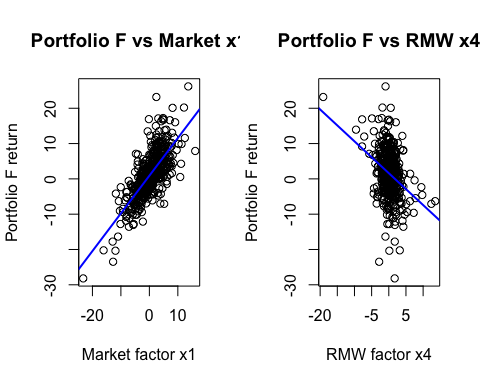 Portfolio F vs Market x1
Portfolio F return
20
10
0
-10
-30
-20
0
10
Market factor x1
Portfolio F vs RMW x4
Portfolio F return
20
10
0
-10
-30
-20
-5
5
RMW factor x4